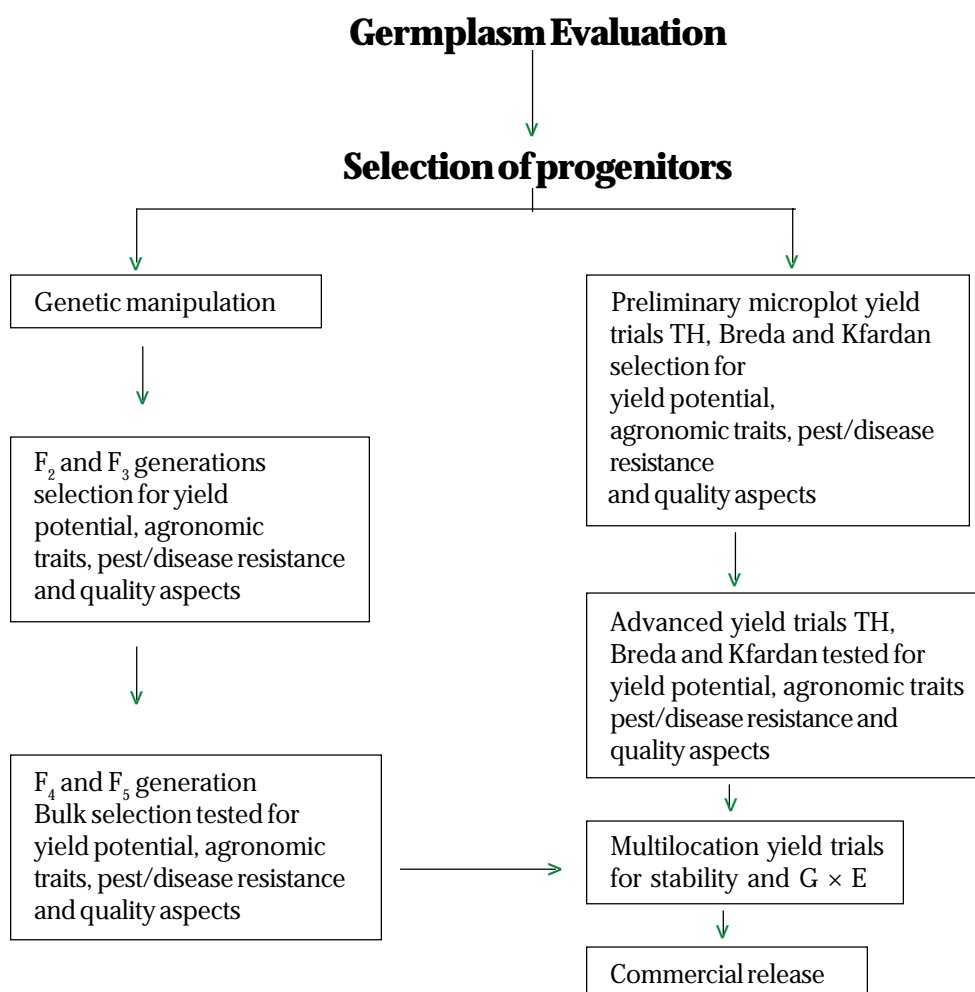 Germplasm Evaluation
Selection of progenitors
Genetic manipulation
F₂ and F₃ generations
selection for yield
potential, agronomic
traits, pest/disease resistance
and quality aspects
F₄ and F₅ generation
Bulk selection tested for
yield potential, agronomic
traits, pest/disease resistance
and quality aspects
Preliminary microplot yield
trials TH, Breda and Kfardan
selection for
yield potential,
agronomic traits, pest/disease
resistance
and quality aspects
Advanced yield trials TH,
Breda and Kfardan tested for
yield potential, agronomic traits
pest/disease resistance and
quality aspects
Multilocation yield trials
for stability and G × E
Commercial release